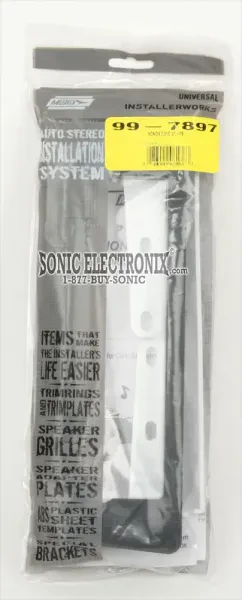 METRA
UNIVERSAL
INSTALLERWORKS
99-7897
AUTO STEREO
INSTALLATION
SYSTEM
SONIC ELECTRONIX.com
1-877-BUY-SONIC
ITEMS THAT MAKE
THE INSTALLER'S
LIFE EASIER
TRIMRINGS
AND TRIMPLATES
SPEAKER
GRILLES
SPEAKER
ADAPTER
PLATES
ABS PLASTIC
SHEET
TEMPLATES
SPECIAL
BRACKETS